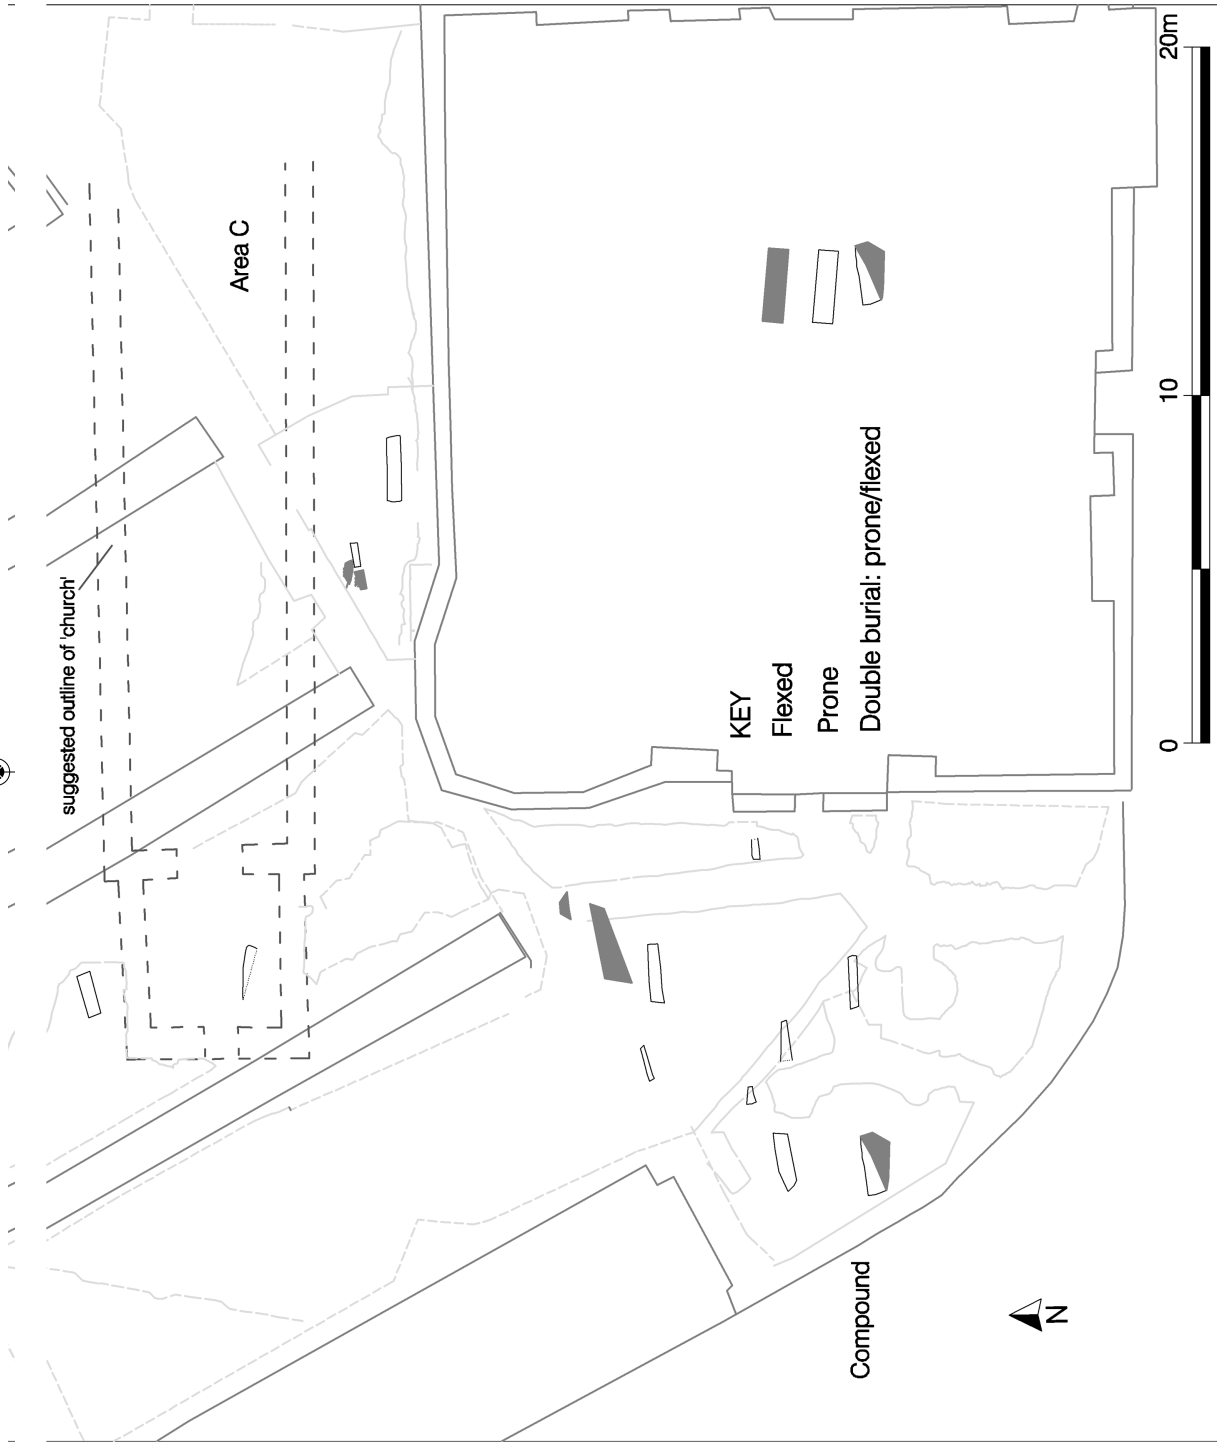 suggested outline of 'church'
Area C
KEY
Flexed
Prone
Double burial: prone/flexed
Compound
N
0
10
20m